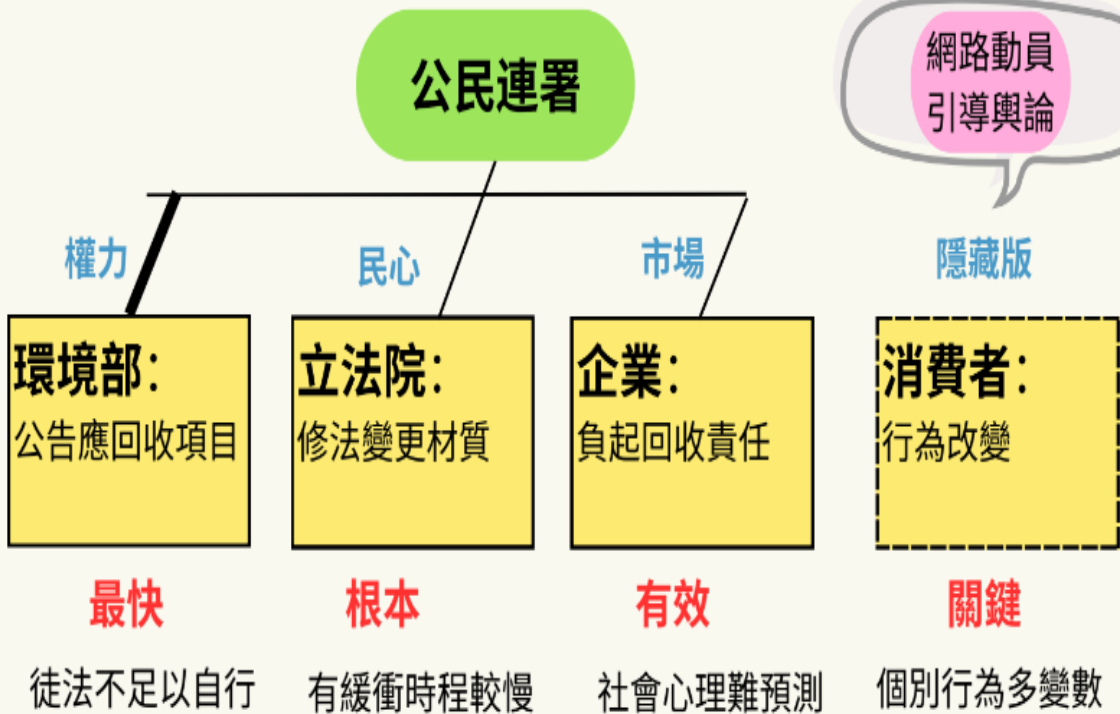 公民連署
網路動員
引導輿論
權力
民心
市場
隱藏版
環境部：
公告應回收項目
立法院：
修法變更材質
企業：
負起回收責任
消費者：
行為改變
最快
根本
有效
關鍵
徒法不足以自行
有緩衝時程較慢
社會心理難預測
個別行為多變數